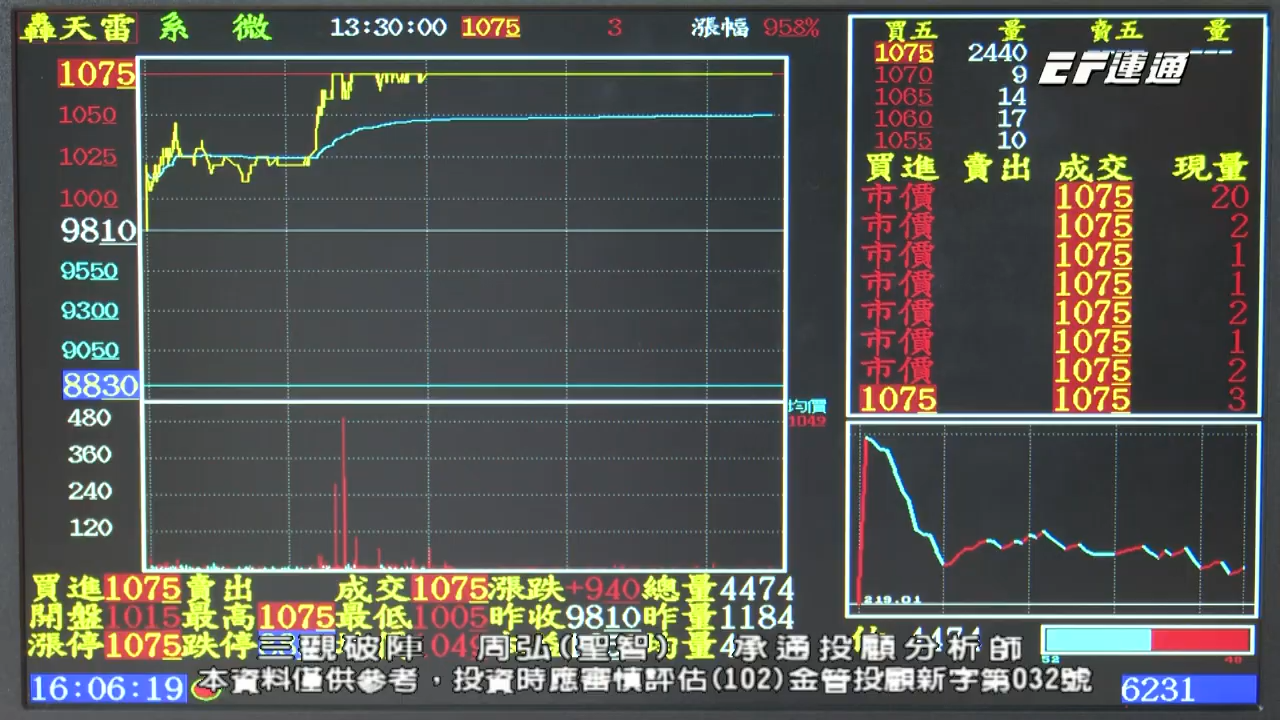 轟天雷 系 微 13:30:00 1075 3 漲幅 958%
1075
1050
1025
1000
9810
9550
9300
9050
8830
480
360
240
120
均價
1049
買五 量 賣五 量
1075 2440
1070 9
1065 14
1060 17
1055 10
EF運通
買進 賣出 成交 現量
市價 1075 20
市價 1075 2
市價 1075 1
市價 1075 1
市價 1075 2
市價 1075 1
市價 1075 2
1075 1075 3
219.01
買進1075賣出 成交1075漲跌+940總量4474
開盤1015最高1075最低1005昨收9810昨量1184
漲停1075跌停
估 4474
52 48
三觀破陣 周弘(聖智) 承通投顧分析師
本資料僅供參考，投資時應審慎評估(102)金管投顧新字第032號
16:06:19
6231